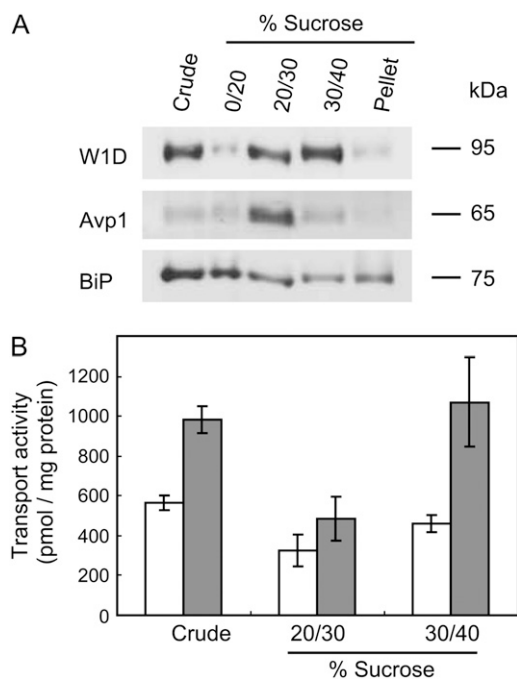 A
% Sucrose
Crude 0/20 20/30 30/40 Pellet kDa
W1D 95
Avp1 65
BiP 75
B
Transport activity
(pmol / mg protein)
1200
1000
800
600
400
200
0
Crude 20/30 30/40
% Sucrose